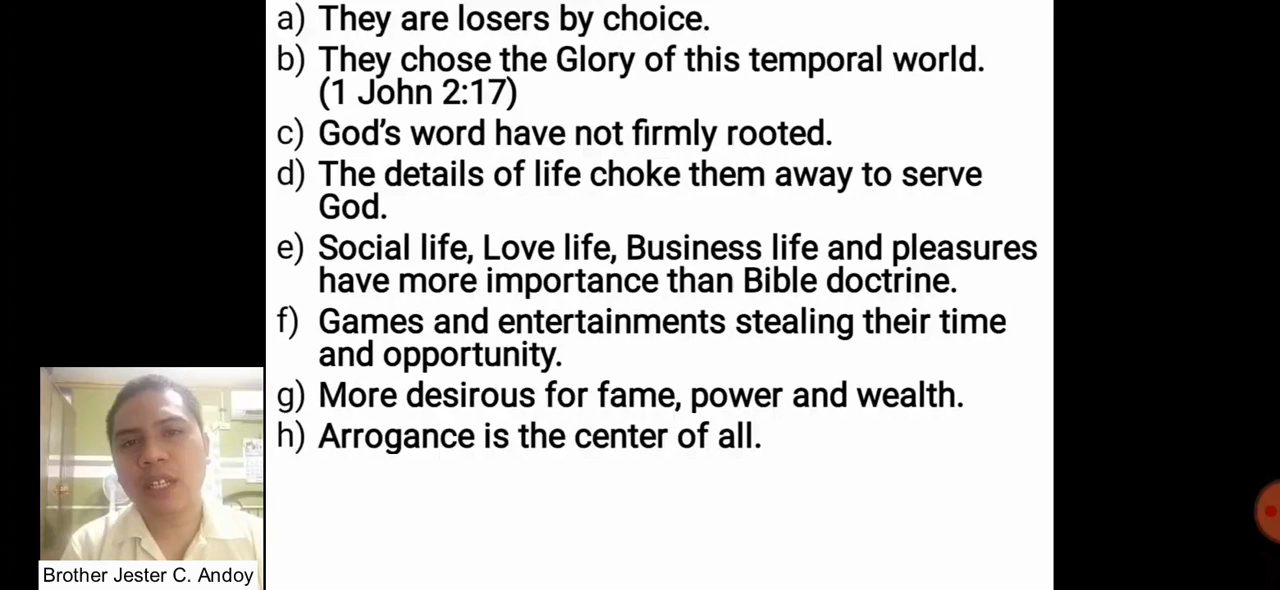 a) They are losers by choice.
b) They chose the Glory of this temporal world.
(1 John 2:17)
c) God's word have not firmly rooted.
d) The details of life choke them away to serve
God.
e) Social life, Love life, Business life and pleasures
have more importance than Bible doctrine.
f) Games and entertainments stealing their time
and opportunity.
g) More desirous for fame, power and wealth.
h) Arrogance is the center of all.
Brother Jester C. Andoy